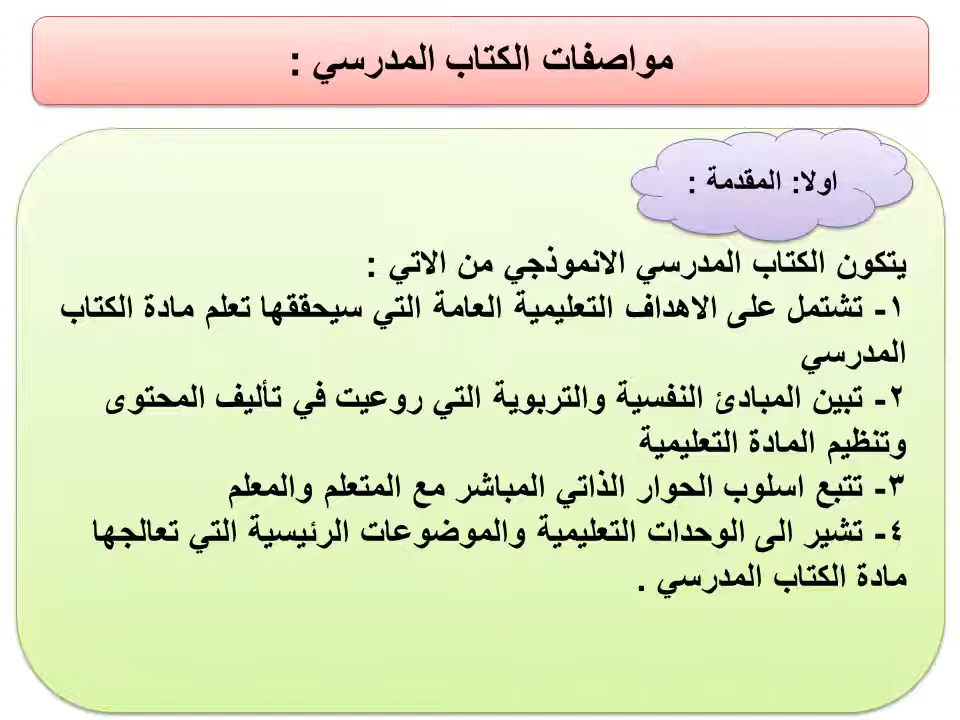 مواصفات الكتاب المدرسي :
اولا: المقدمة :
يتكون الكتاب المدرسي الانموذجي من الاتي :
١- تشتمل على الاهداف التعليمية العامة التي سيحققها تعلم مادة الكتاب
المدرسي
٢- تبين المبادئ النفسية والتربوية التي روعيت في تأليف المحتوى
وتنظيم المادة التعليمية
٣- تتبع اسلوب الحوار الذاتي المباشر مع المتعلم والمعلم
٤- تشير الى الوحدات التعليمية والموضوعات الرئيسية التي تعالجها
مادة الكتاب المدرسي .